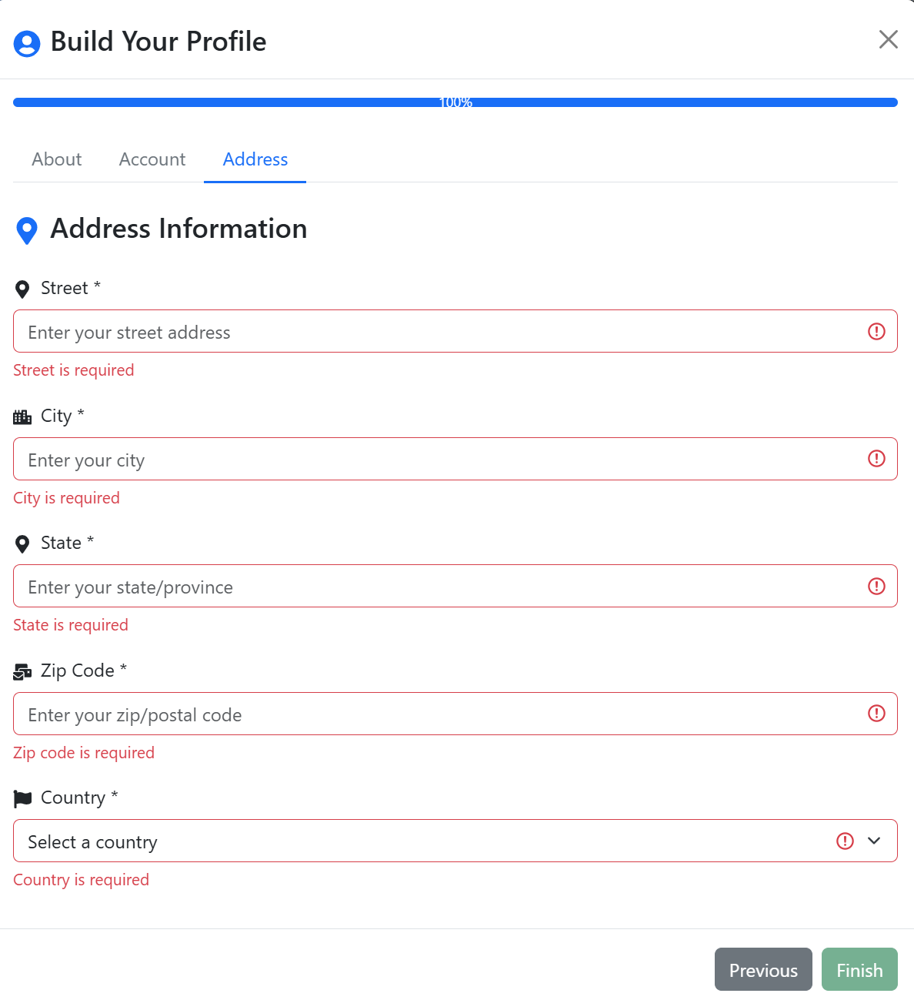 Build Your Profile
100%
About Account Address
Address Information
Street *
Enter your street address
Street is required
City *
Enter your city
City is required
State *
Enter your state/province
State is required
Zip Code *
Enter your zip/postal code
Zip code is required
Country *
Select a country
Country is required
Previous Finish